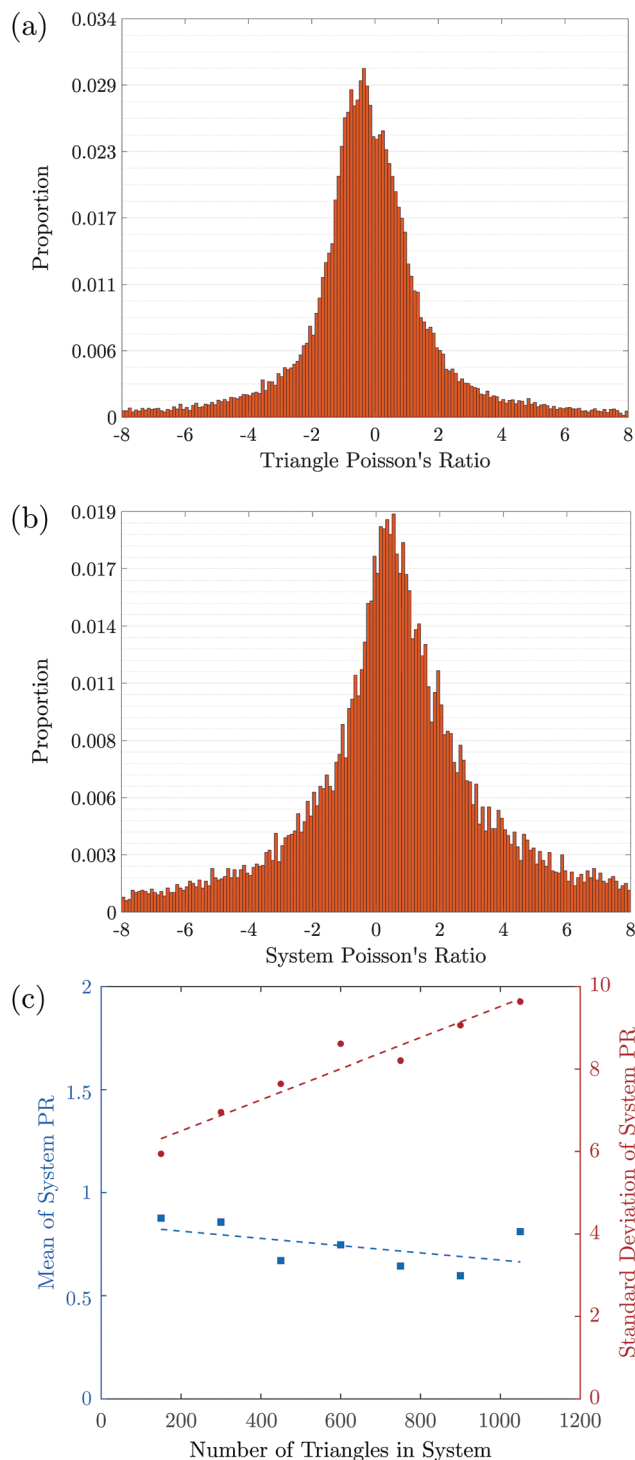 (a)
0.034
0.029
0.023
0.017
0.011
0.006
0
Proportion
-8 -6 -4 -2 0 2 4 6 8
Triangle Poisson's Ratio
(b)
0.019
0.017
0.014
0.011
0.008
0.006
0.003
0
Proportion
-8 -6 -4 -2 0 2 4 6 8
System Poisson's Ratio
(c)
2
1.5
1
0.5
0
Mean of System PR
10
8
6
4
2
0
Standard Deviation of System PR
0 200 400 600 800 1000 1200
Number of Triangles in System